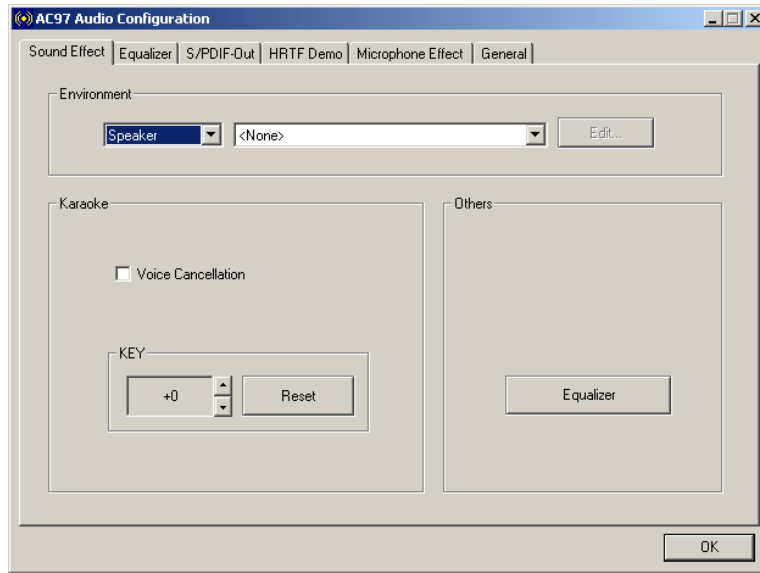 AC97 Audio Configuration
Sound Effect Equalizer S/PDIF-Out HRTF Demo Microphone Effect General
Environment
Speaker <None> Edit...
Karaoke
Voice Cancellation
KEY
+0 Reset
Others
Equalizer
OK